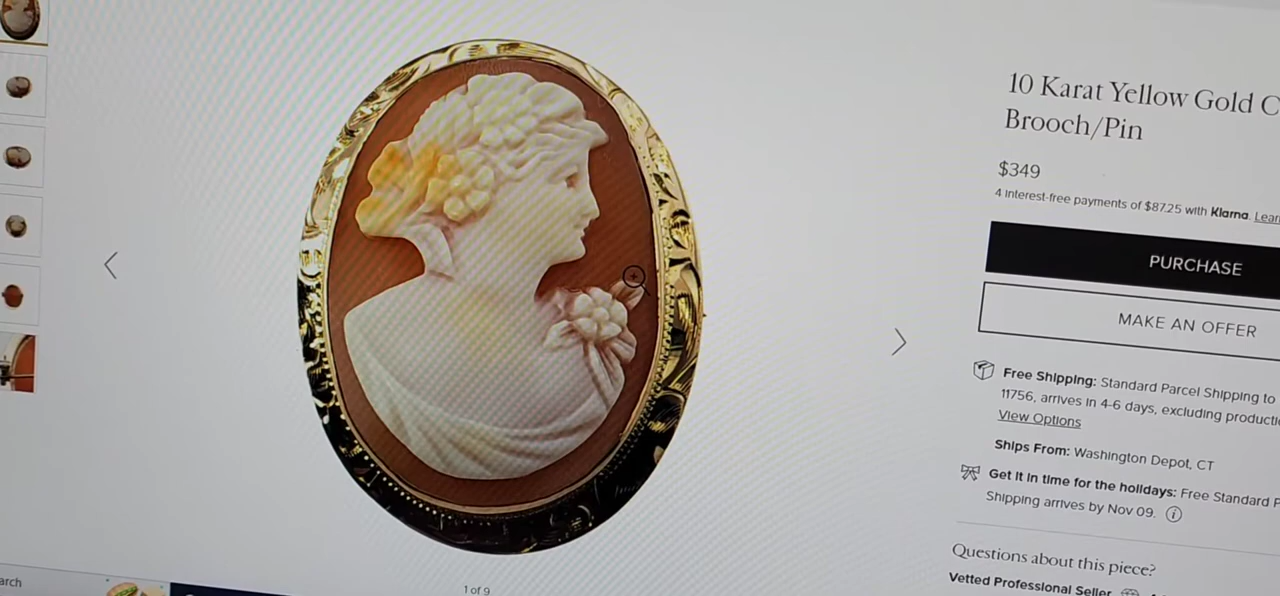 10 Karat Yellow Gold
Brooch/Pin
$349
4 interest-free payments of $87.25 with Klarna.
PURCHASE
MAKE AN OFFER
Free Shipping: Standard Parcel Shipping to
11756, arrives in 4-6 days, excluding
View Options
Ships From: Washington Depot, CT
Get it in time for the holidays: Free Standard
Shipping arrives by Nov 09.
Questions about this piece?
Vetted Professional Seller
1 of 9